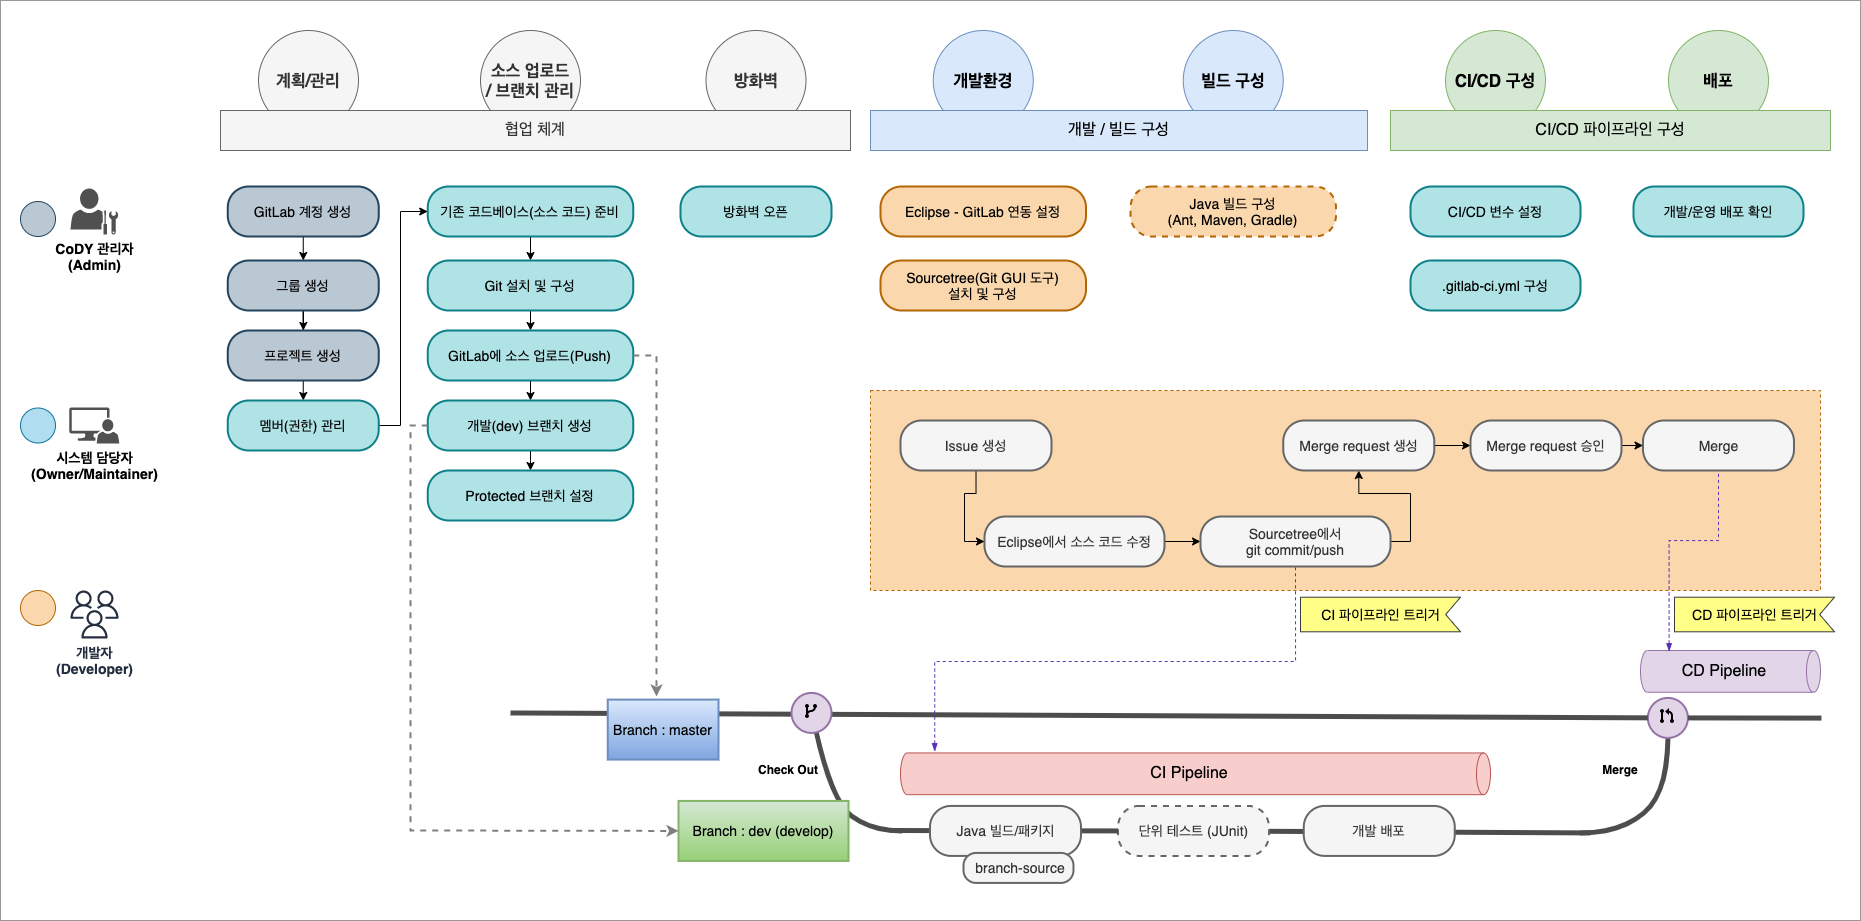 계획/관리
소스 업로드
/ 브랜치 관리
방화벽
개발환경
빌드 구성
CI/CD 구성
배포
협업 체계
개발 / 빌드 구성
CI/CD 파이프라인 구성
CoDY 관리자
(Admin)
GitLab 계정 생성
기존 코드베이스(소스 코드) 준비
방화벽 오픈
Eclipse - GitLab 연동 설정
Java 빌드 구성
(Ant, Maven, Gradle)
CI/CD 변수 설정
개발/운영 배포 확인
그룹 생성
Git 설치 및 구성
Sourcetree(Git GUI 도구)
설치 및 구성
.gitlab-ci.yml 구성
프로젝트 생성
GitLab에 소스 업로드(Push)
시스템 담당자
(Owner/Maintainer)
멤버(권한) 관리
개발(dev) 브랜치 생성
Protected 브랜치 설정
Issue 생성
Merge request 생성
Merge request 승인
Merge
Eclipse에서 소스 코드 수정
Sourcetree에서
git commit/push
개발자
(Developer)
CI 파이프라인 트리거
CD 파이프라인 트리거
CD Pipeline
Branch : master
Check Out
CI Pipeline
Merge
Branch : dev (develop)
Java 빌드/패키지
단위 테스트 (JUnit)
개발 배포
branch-source